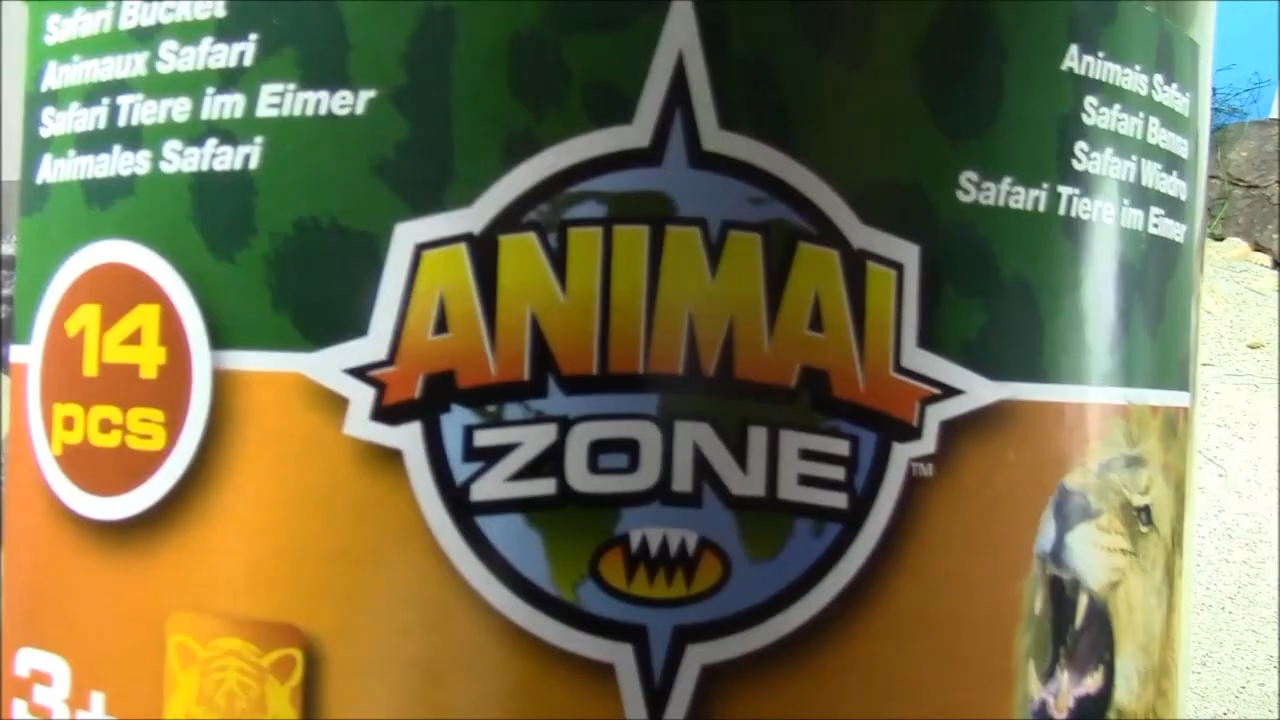 Safari Bucket
Animaux Safari
Safari Tiere im Eimer
Animales Safari
Animais Safari
Safari Benna
Safari Wiadro
Safari Tiere im Eimer
14
pcs
ANIMAL
ZONE
TM
3+